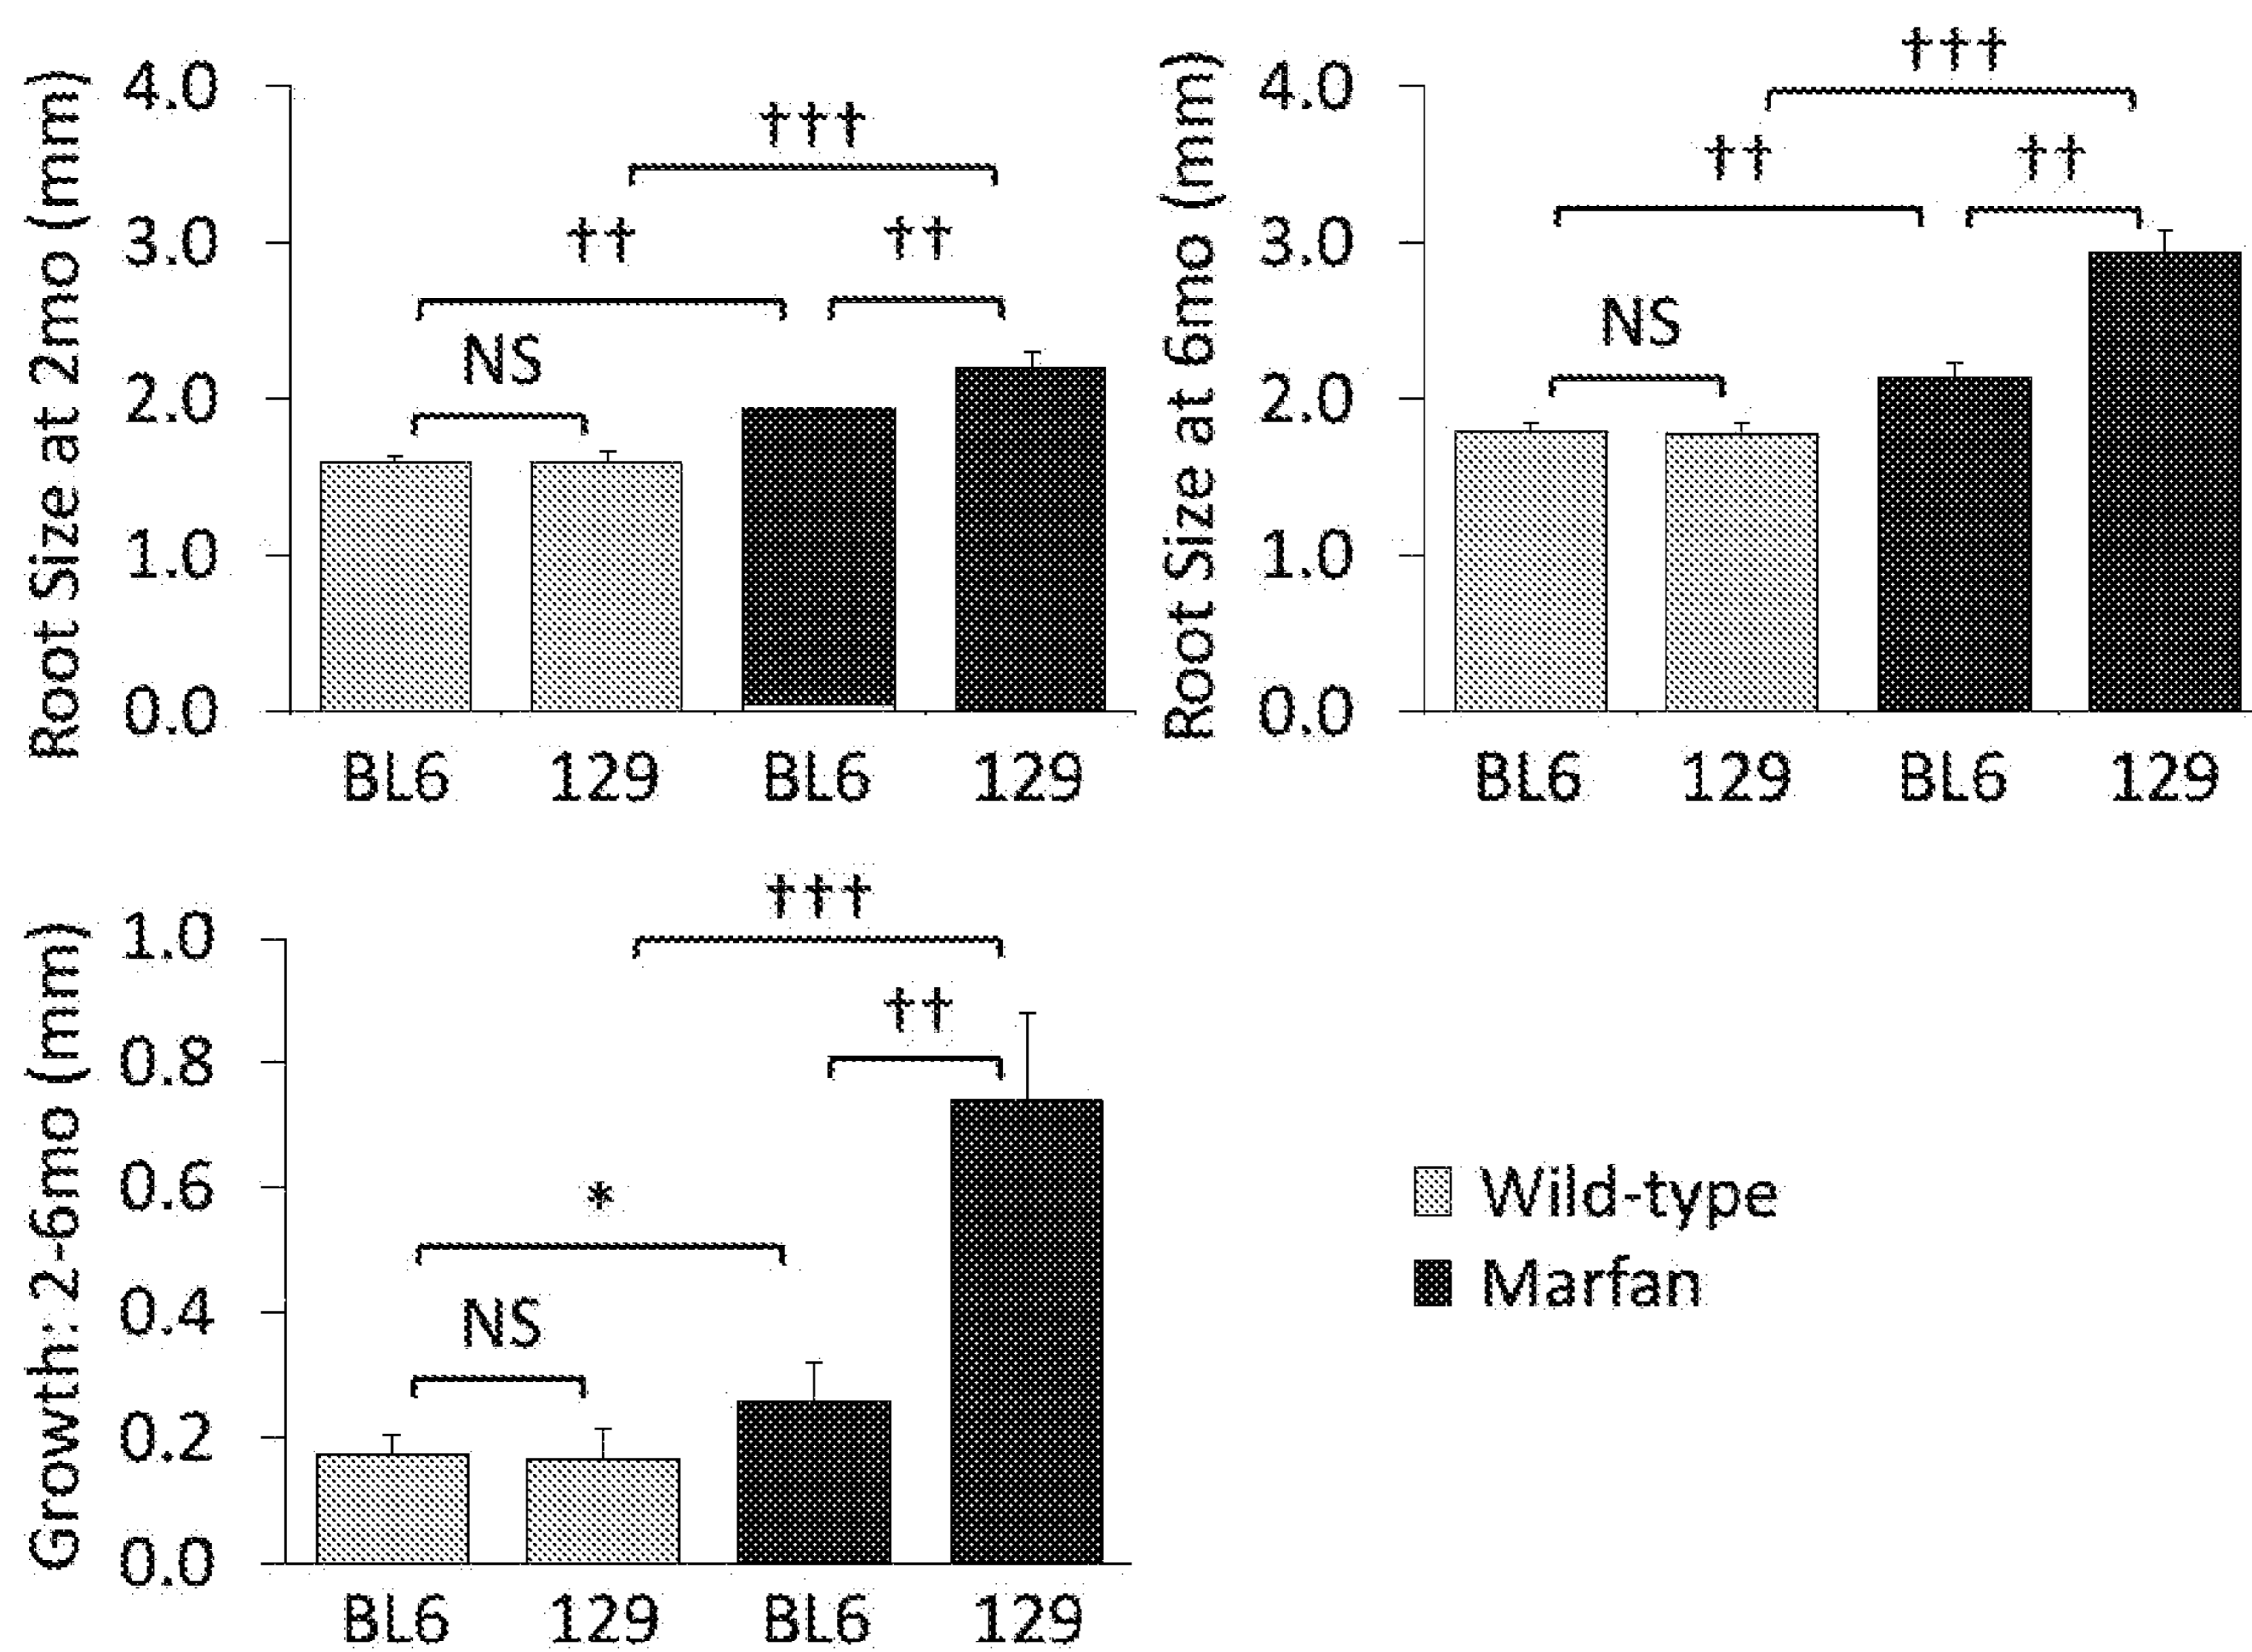 Root Size at 2mo (mm)
4.0
3.0
2.0
1.0
0.0
†††
††
††
NS
BL6 129 BL6 129
Root Size at 6mo (mm)
4.0
3.0
2.0
1.0
0.0
†††
††
††
NS
BL6 129 BL6 129
Growth: 2-6mo (mm)
1.0
0.8
0.6
0.4
0.2
0.0
†††
††
*
NS
BL6 129 BL6 129
Wild-type
Marfan